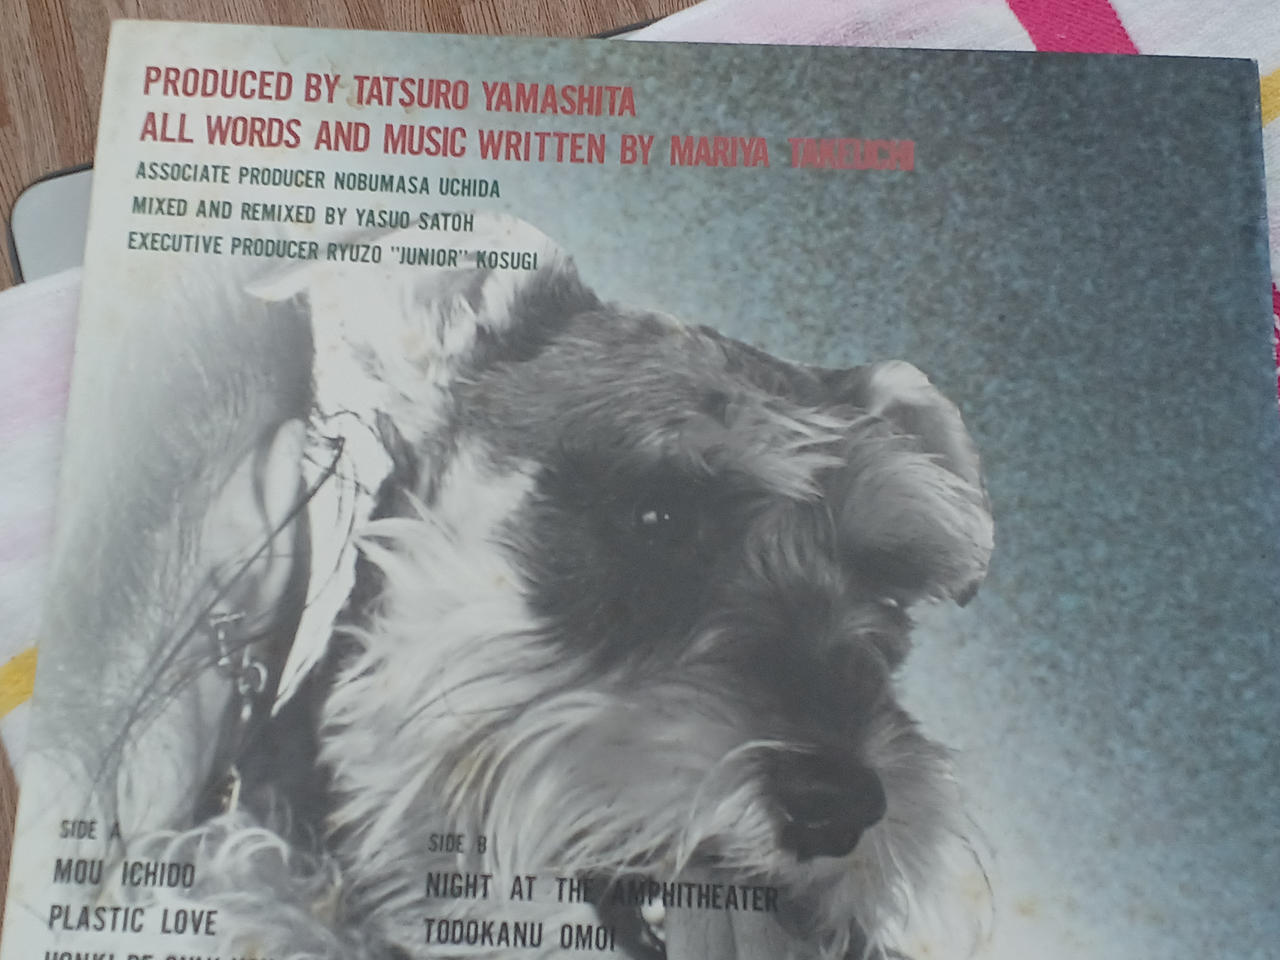 PRODUCED BY TATSURO YAMASHITA
ALL WORDS AND MUSIC WRITTEN BY MARIYA TAKEUCHI
ASSOCIATE PRODUCER NOBUMASA UCHIDA
MIXED AND REMIXED BY YASUO SATOH
EXECUTIVE PRODUCER RYUZO "JUNIOR" KOSUGI
SIDE A
MOU ICHIDO
PLASTIC LOVE
SIDE B
NIGHT AT THE AMPHITHEATER
TODOKANU OMOI